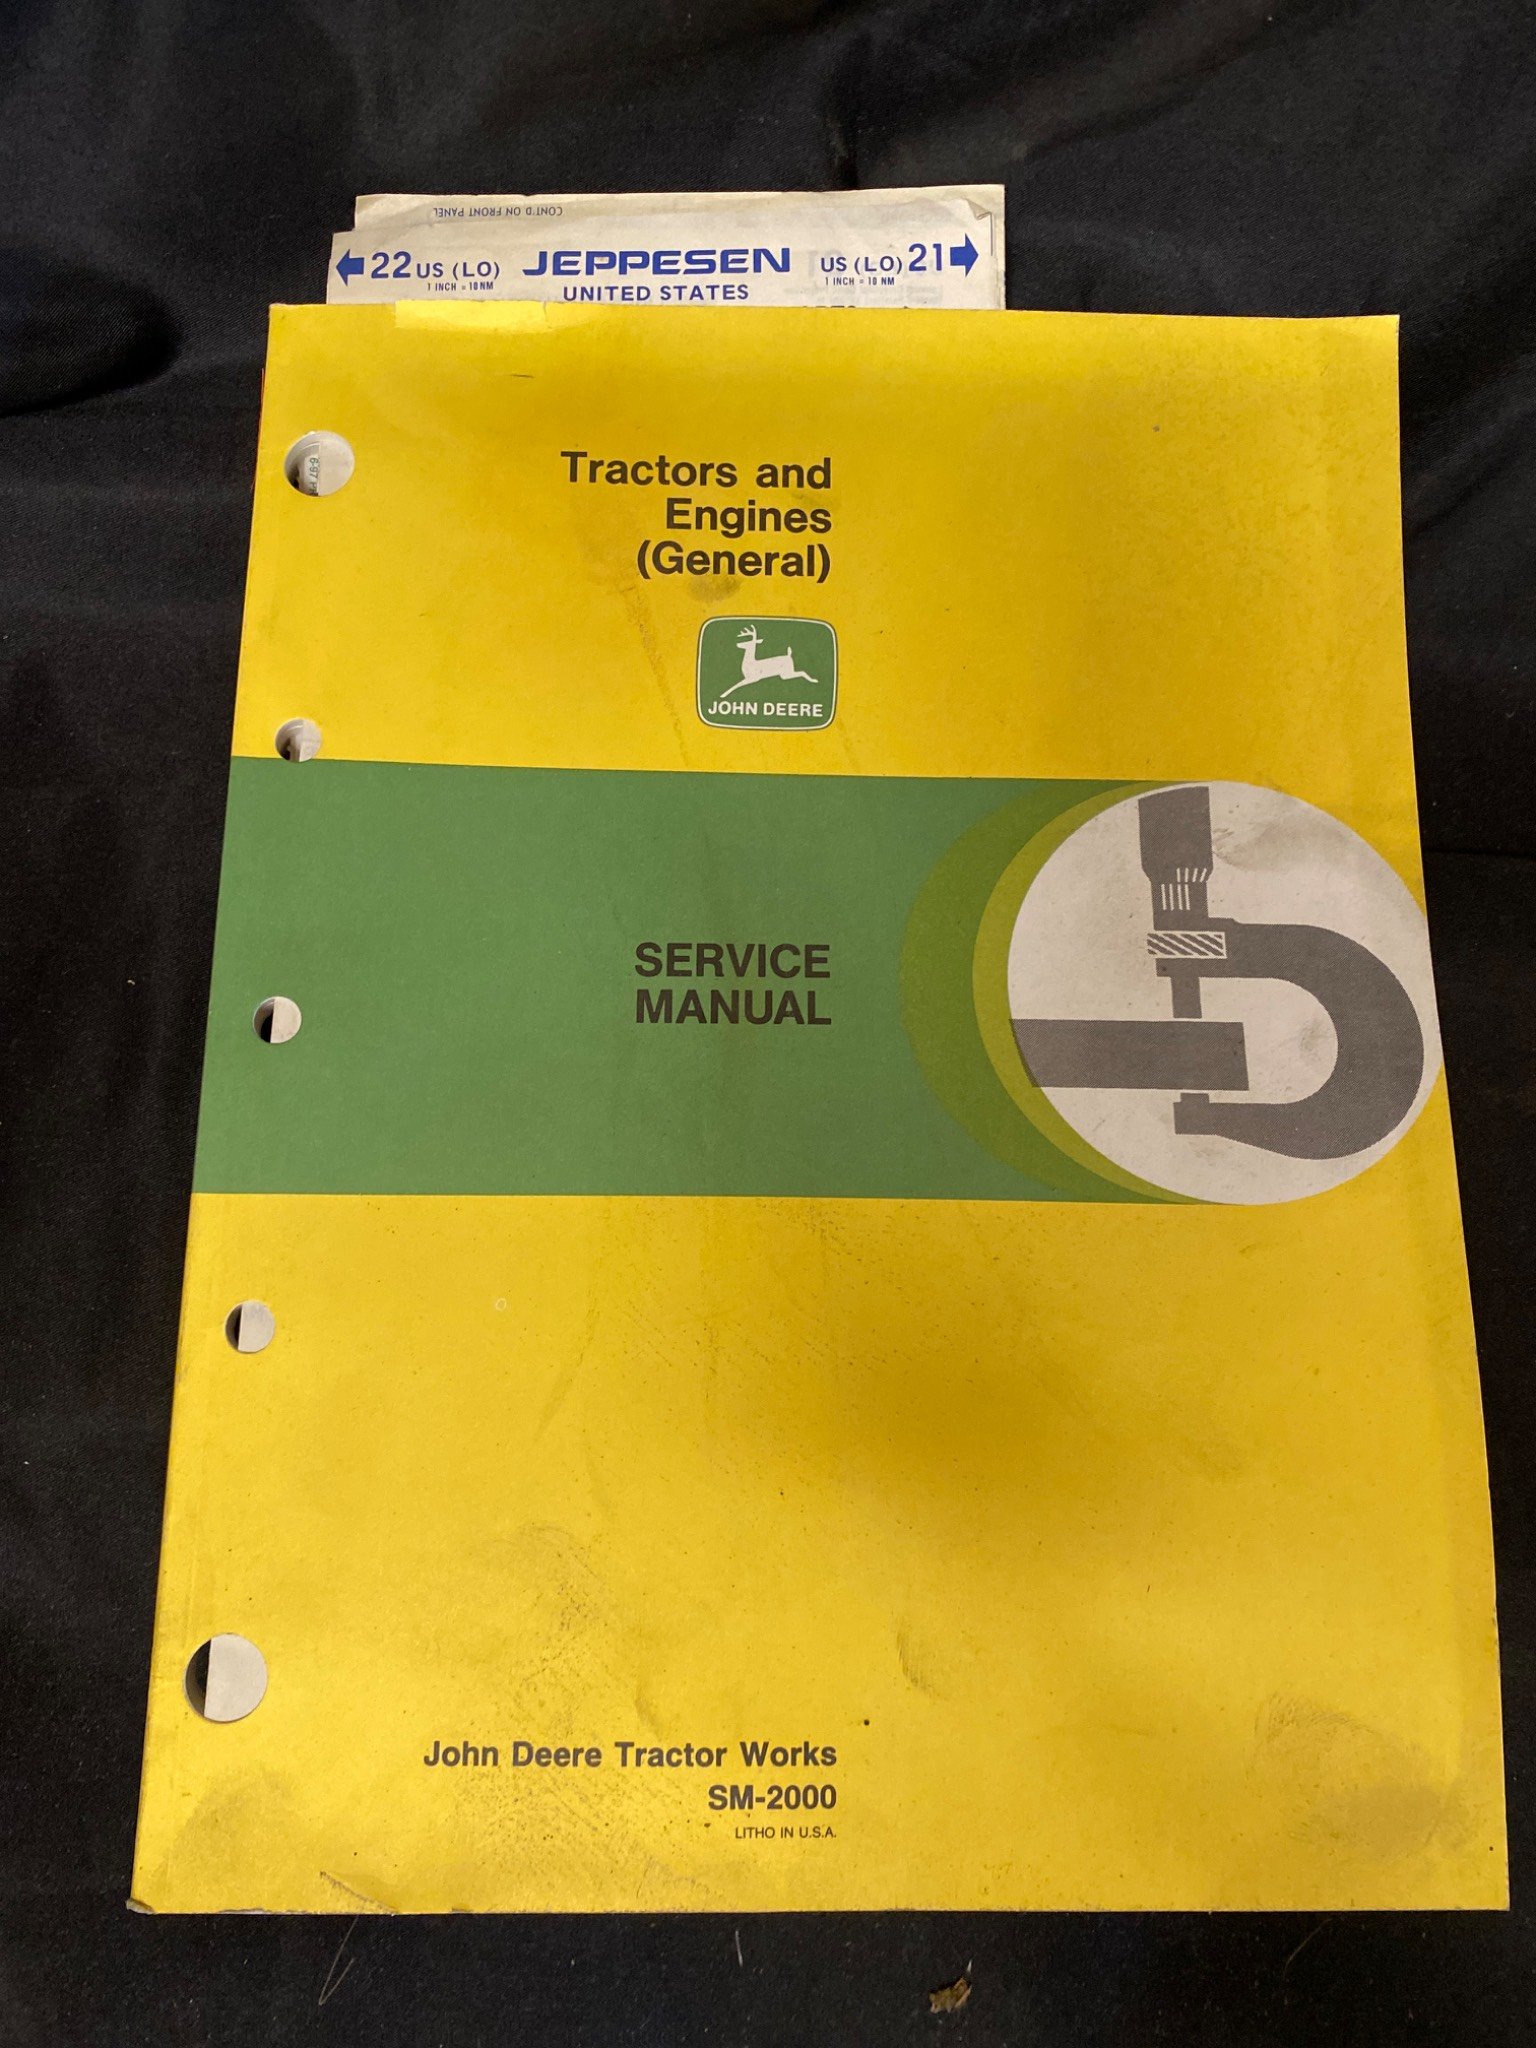 CONT'D ON FRONT PANEL
22 US (LO) JEPPESEN US (LO) 21
1 INCH = 10 NM 1 INCH = 10 NM
UNITED STATES
Tractors and
Engines
(General)
JOHN DEERE
SERVICE
MANUAL
John Deere Tractor Works
SM-2000
LITHO IN U.S.A.